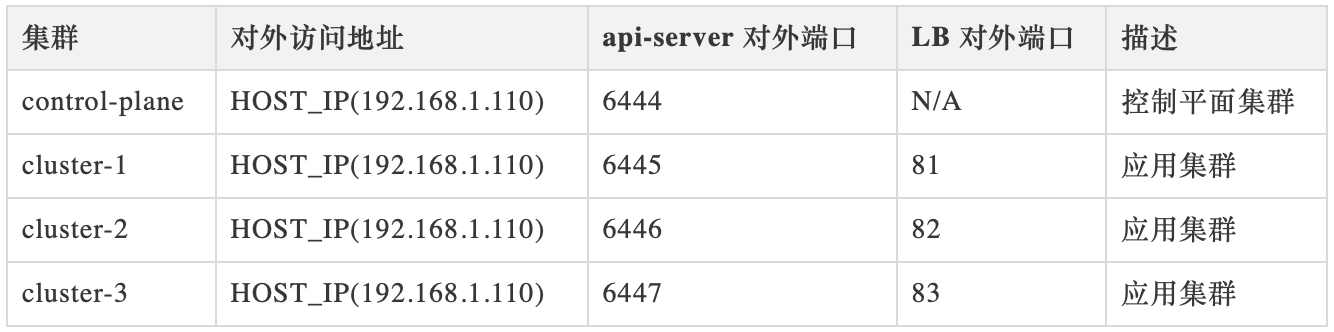 集群 对外访问地址 api-server 对外端口 LB 对外端口 描述
control-plane HOST_IP(192.168.1.110) 6444 N/A 控制平面集群
cluster-1 HOST_IP(192.168.1.110) 6445 81 应用集群
cluster-2 HOST_IP(192.168.1.110) 6446 82 应用集群
cluster-3 HOST_IP(192.168.1.110) 6447 83 应用集群